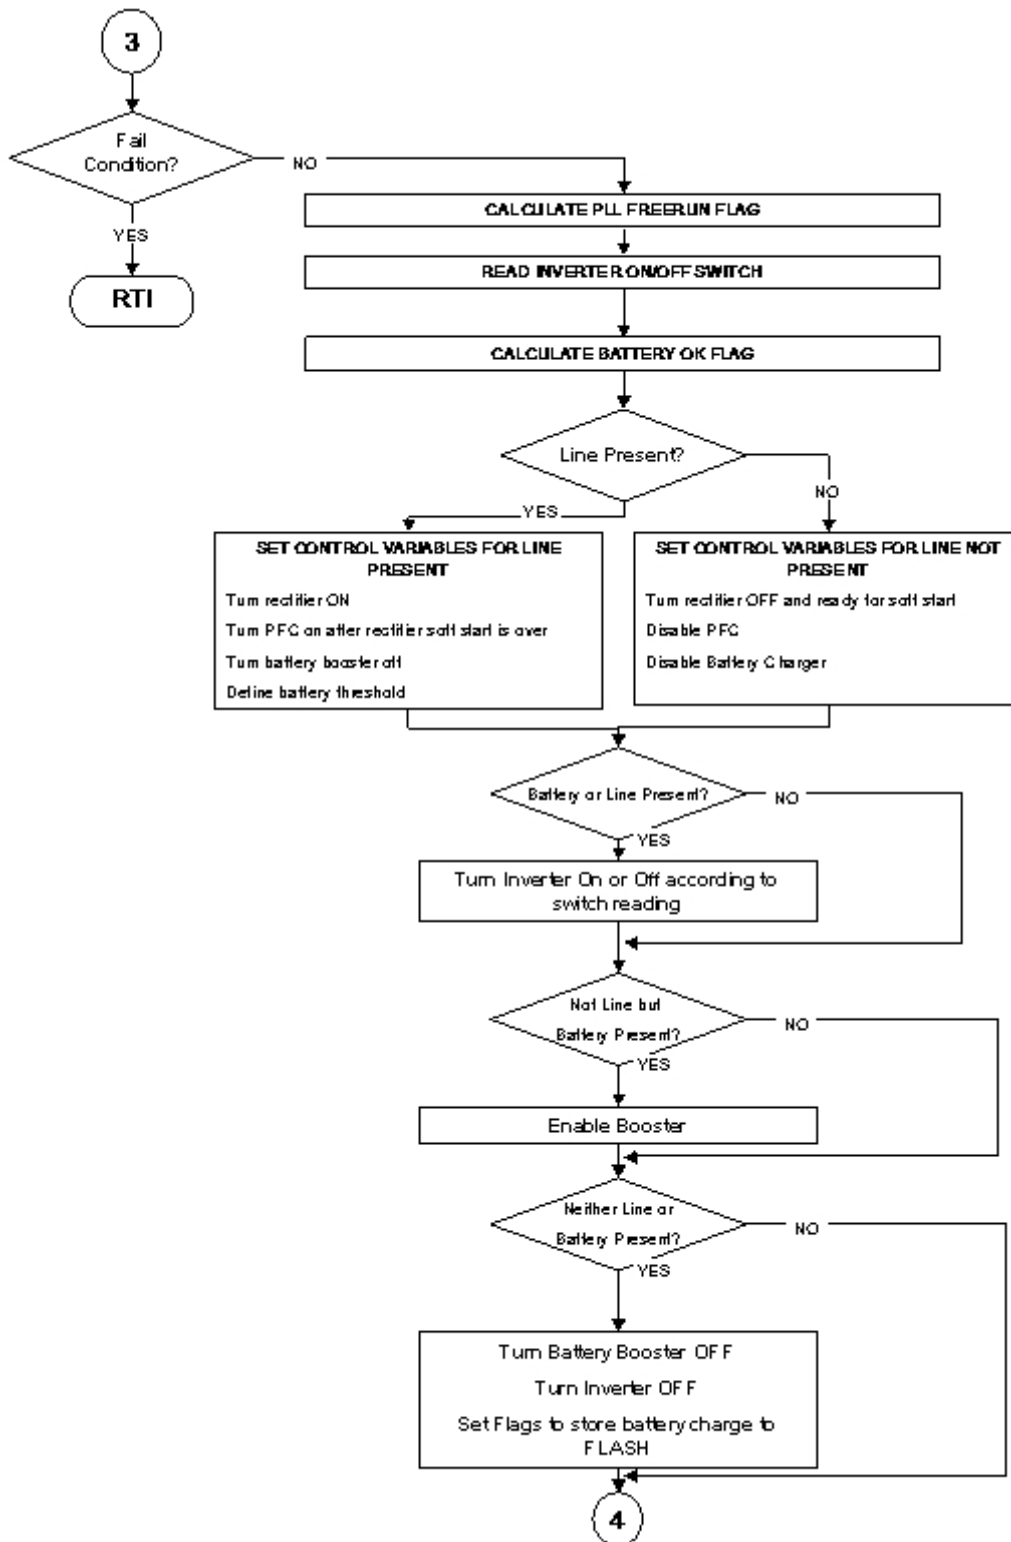 3
Fail
Condition?
NO
YES
RTI
CALCULATE PLL FREERUN FLAG
READ INVERTER ON/OFF SWITCH
CALCULATE BATTERY OK FLAG
Line Present?
NO
YES
SET CONTROL VARIABLES FOR LINE
PRESENT
Turn rectifier ON
Turn PFC on after rectifier soft start is over
Turn battery booster off
Define battery threshold
SET CONTROL VARIABLES FOR LINE NOT
PRESENT
Turn rectifier OFF and ready for soft start
Disable PFC
Disable Battery Charger
Battery or Line Present?
NO
YES
Turn Inverter On or Off according to
switch reading
Not Line but
Battery Present?
NO
YES
Enable Booster
Neither Line or
Battery Present?
NO
YES
Turn Battery Booster OFF
Turn Inverter OFF
Set Flags to store battery charge to
FLASH
4